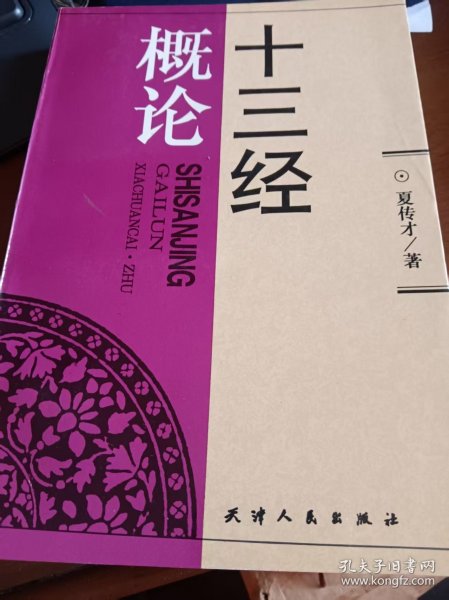 十三经
概论
SHISANJING
GAILUN
XIACHUANCAI·ZHU
夏传才/著
天津人民出版社
孔夫子旧书网
www.kongfz.com